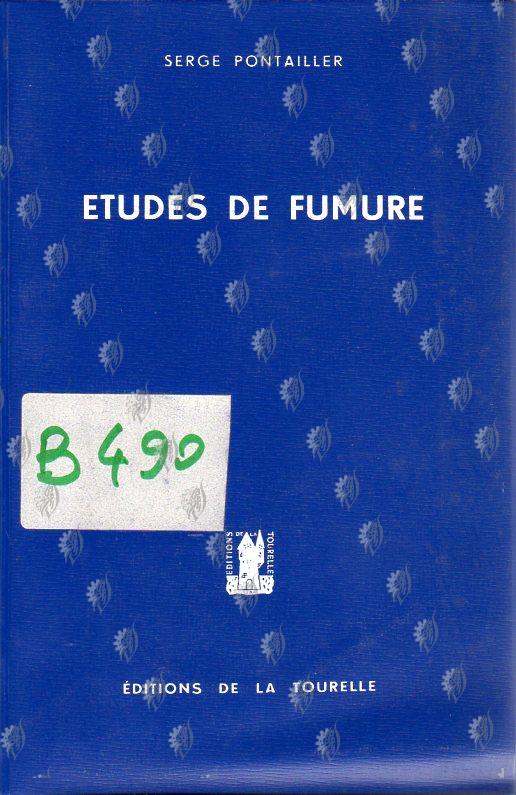 SERGE PONTAILLER
ETUDES DE FUMURE
B 490
EDITIONS DE LA TOURELLE
ÉDITIONS DE LA TOURELLE